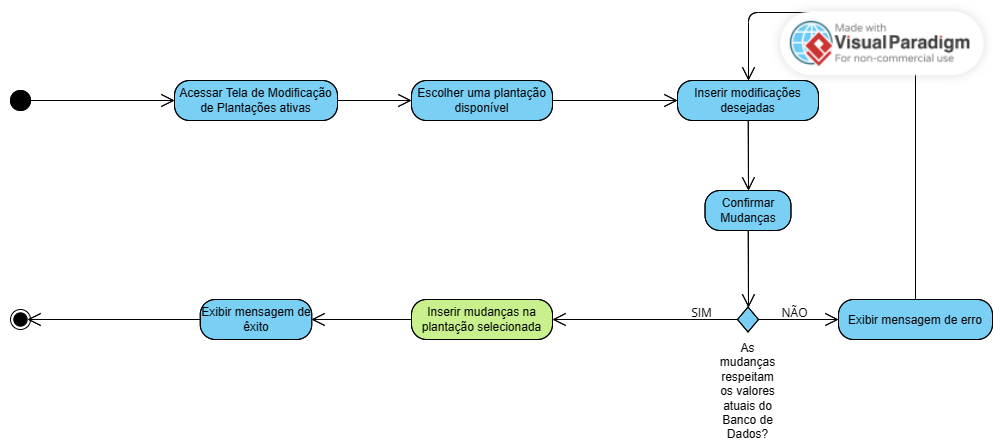 Made with
VisualParadigm
For non-commercial use
Acessar Tela de Modificação
de Plantações ativas
Escolher uma plantação
disponível
Inserir modificações
desejadas
Confirmar
Mudanças
Exibir mensagem de
êxito
Inserir mudanças na
plantação selecionada
SIM
NÃO
Exibir mensagem de erro
As
mudanças
respeitam
os valores
atuais do
Banco de
Dados?